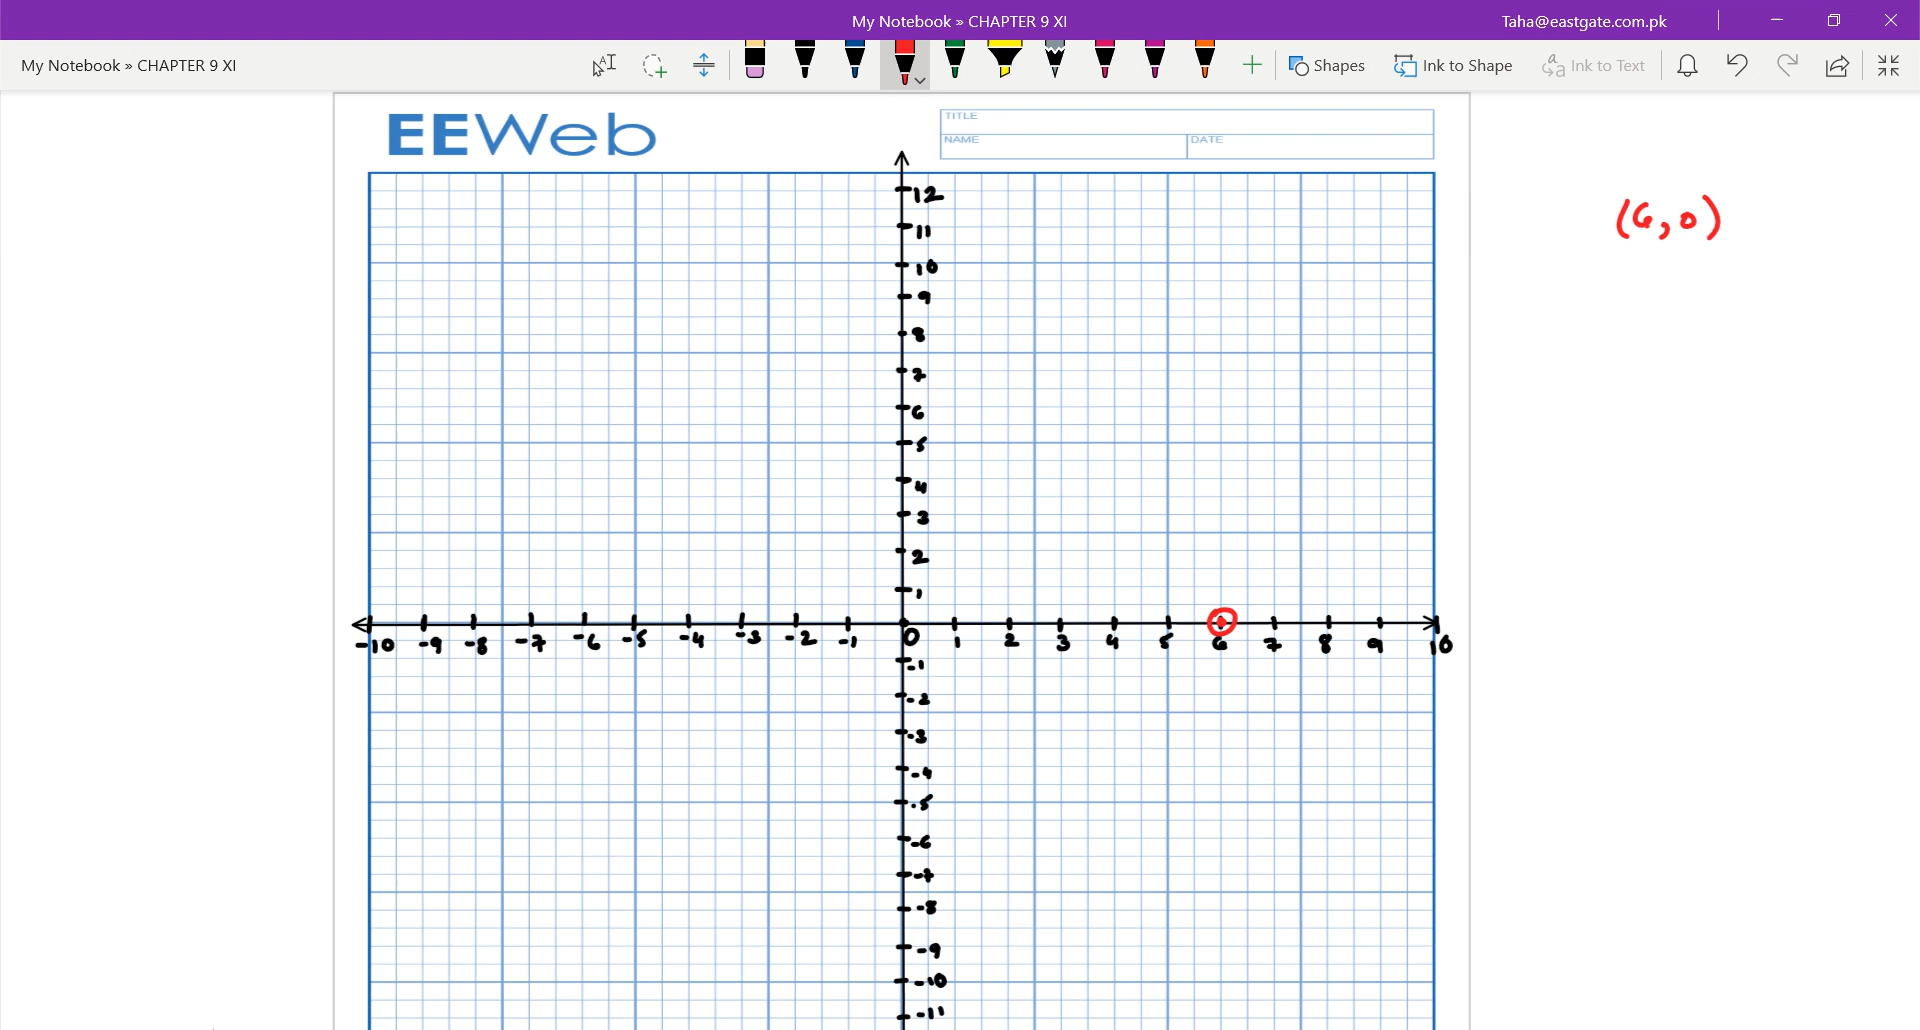 My Notebook » CHAPTER 9 XI
Taha@eastgate.com.pk
My Notebook » CHAPTER 9 XI
Shapes
Ink to Shape
Ink to Text
EEWeb
TITLE
NAME
DATE
(6,0)
12
11
10
9
8
7
6
5
4
3
2
1
-10 -9 -8 -7 -6 -5 -4 -3 -2 -1 0 1 2 3 4 5 6 7 8 9 10
-1
-2
-3
-4
-5
-6
-7
-8
-9
-10
-11